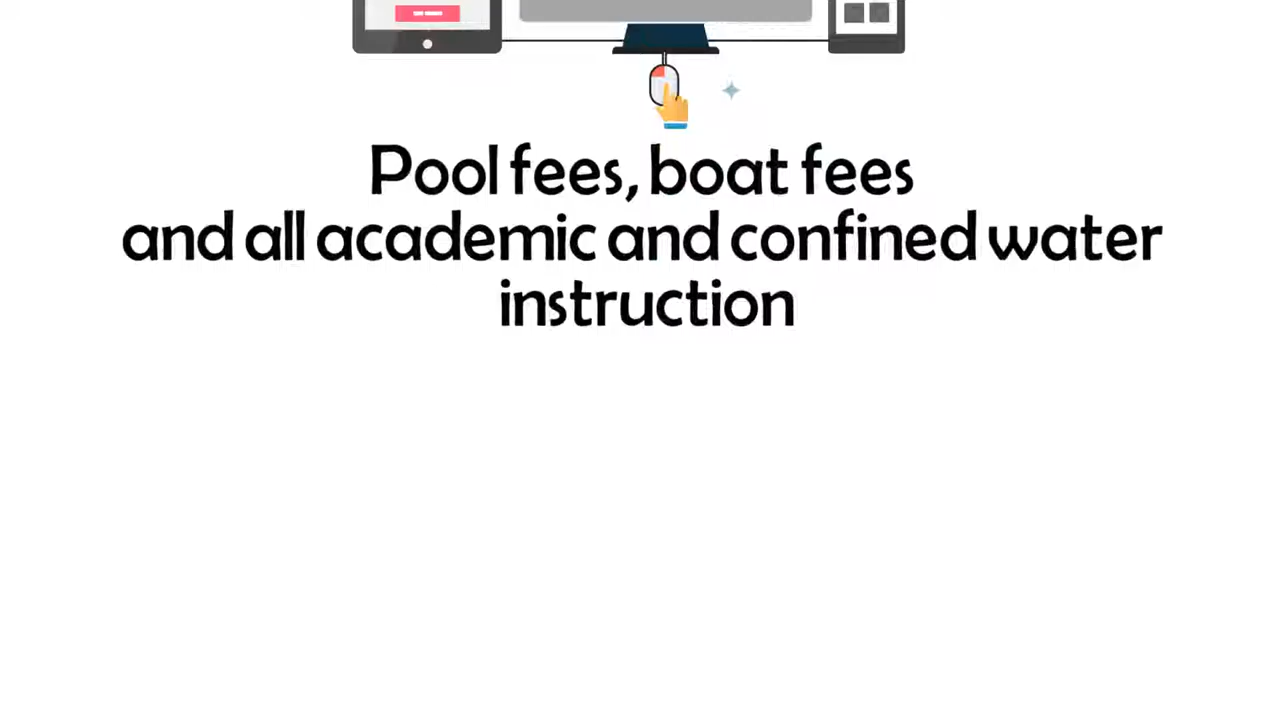 Pool fees, boat fees
and all academic and confined water
instruction